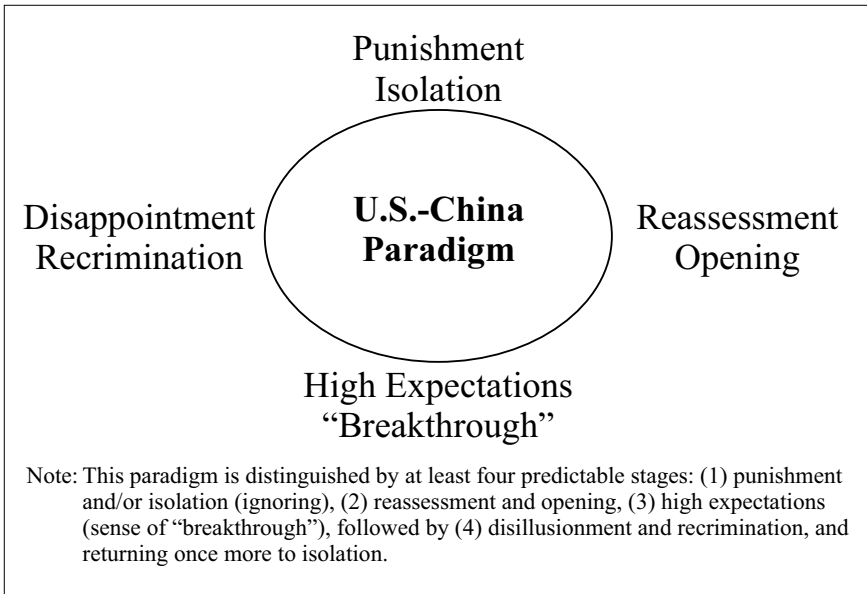 Punishment
Isolation
Disappointment
Recrimination
U.S.-China
Paradigm
Reassessment
Opening
High Expectations
“Breakthrough”
Note: This paradigm is distinguished by at least four predictable stages: (1) punishment
and/or isolation (ignoring), (2) reassessment and opening, (3) high expectations
(sense of “breakthrough”), followed by (4) disillusionment and recrimination, and
returning once more to isolation.